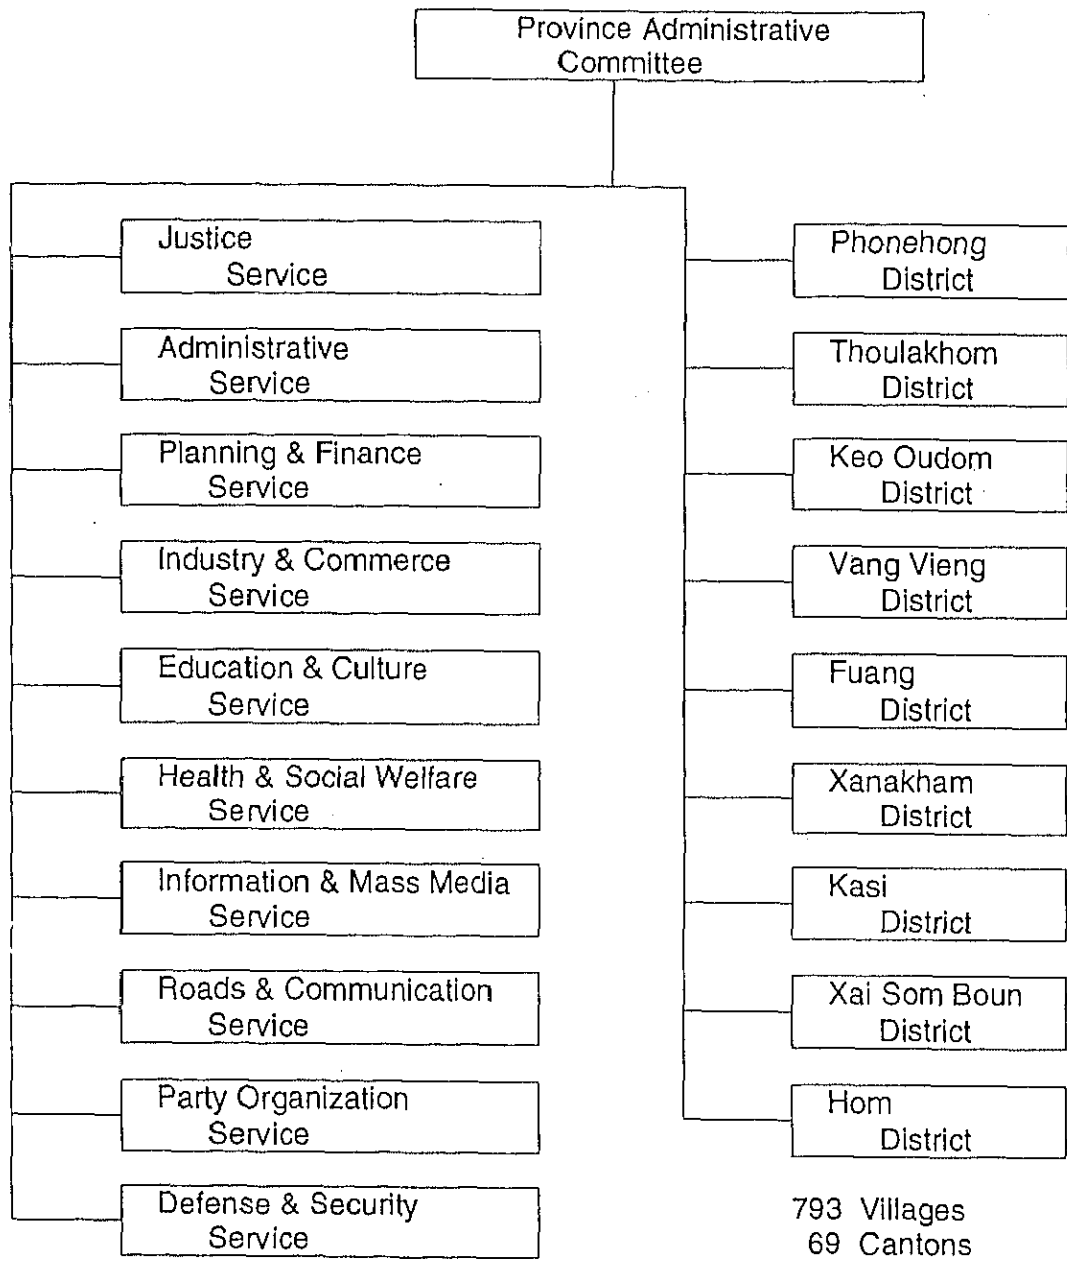 Province Administrative
Committee
Justice
Service
Administrative
Service
Planning & Finance
Service
Industry & Commerce
Service
Education & Culture
Service
Health & Social Welfare
Service
Information & Mass Media
Service
Roads & Communication
Service
Party Organization
Service
Defense & Security
Service
Phonehong
District
Thoulakhom
District
Keo Oudom
District
Vang Vieng
District
Fuang
District
Xanakham
District
Kasi
District
Xai Som Boun
District
Hom
District
793 Villages
69 Cantons